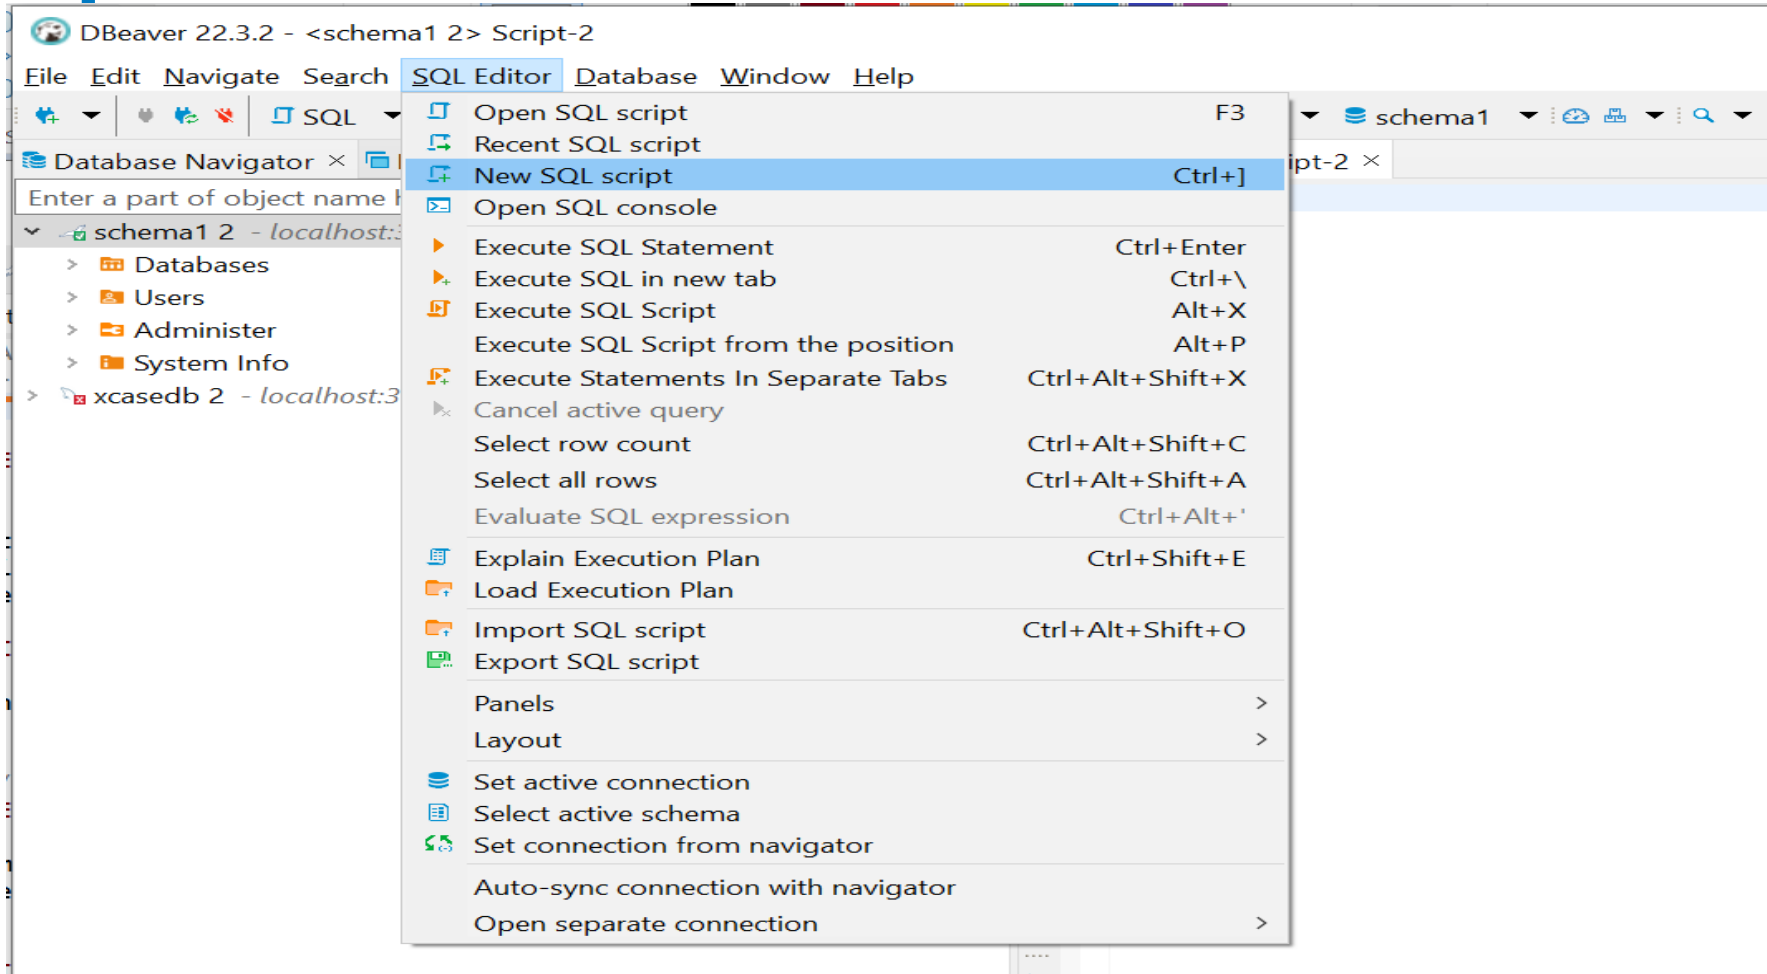 DBeaver 22.3.2 - <schema1 2> Script-2
File Edit Navigate Search SQL Editor Database Window Help
SQL
schema1
Database Navigator
ipt-2
Enter a part of object name
schema1 2 - localhost:
Databases
Users
Administer
System Info
xcasedb 2 - localhost:3
Open SQL script F3
Recent SQL script
New SQL script Ctrl+]
Open SQL console
Execute SQL Statement Ctrl+Enter
Execute SQL in new tab Ctrl+\
Execute SQL Script Alt+X
Execute SQL Script from the position Alt+P
Execute Statements In Separate Tabs Ctrl+Alt+Shift+X
Cancel active query
Select row count Ctrl+Alt+Shift+C
Select all rows Ctrl+Alt+Shift+A
Evaluate SQL expression Ctrl+Alt+'
Explain Execution Plan Ctrl+Shift+E
Load Execution Plan
Import SQL script Ctrl+Alt+Shift+O
Export SQL script
Panels
Layout
Set active connection
Select active schema
Set connection from navigator
Auto-sync connection with navigator
Open separate connection